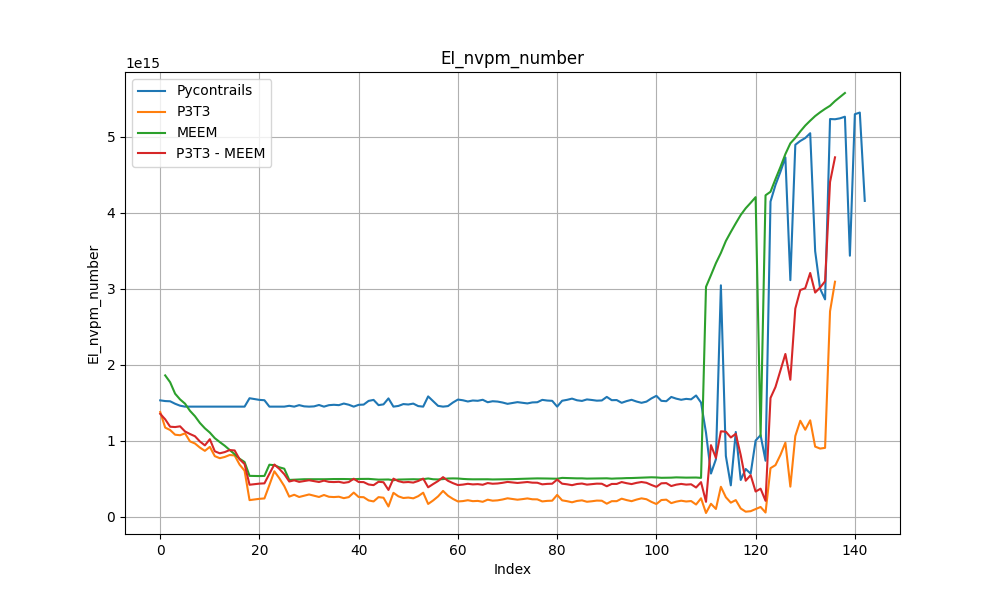 EI_nvpm_number
1e15
Pycontrails
P3T3
MEEM
P3T3 - MEEM
EI_nvpm_number
5
4
3
2
1
0
0 20 40 60 80 100 120 140
Index